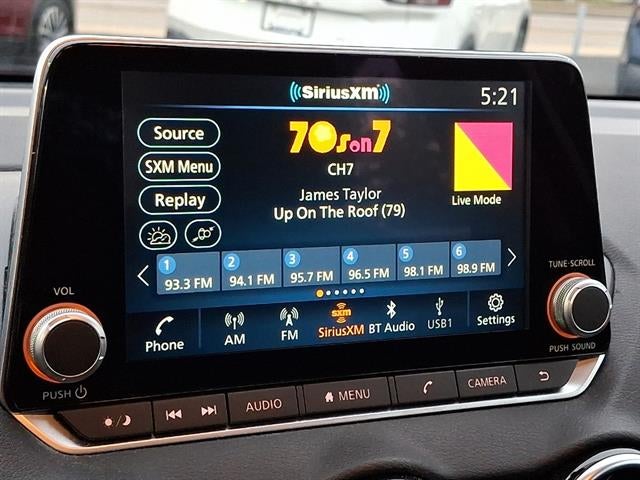 SiriusXM
5:21
Source
70s on 7
SXM Menu
CH7
Replay
James Taylor
Up On The Roof (79)
Live Mode
1 2 3 4 5 6
93.3 FM 94.1 FM 95.7 FM 96.5 FM 98.1 FM 98.9 FM
VOL
TUNE·SCROLL
sxm
Phone AM FM SiriusXM BT Audio USB1 Settings
PUSH
PUSH SOUND
AUDIO MENU CAMERA